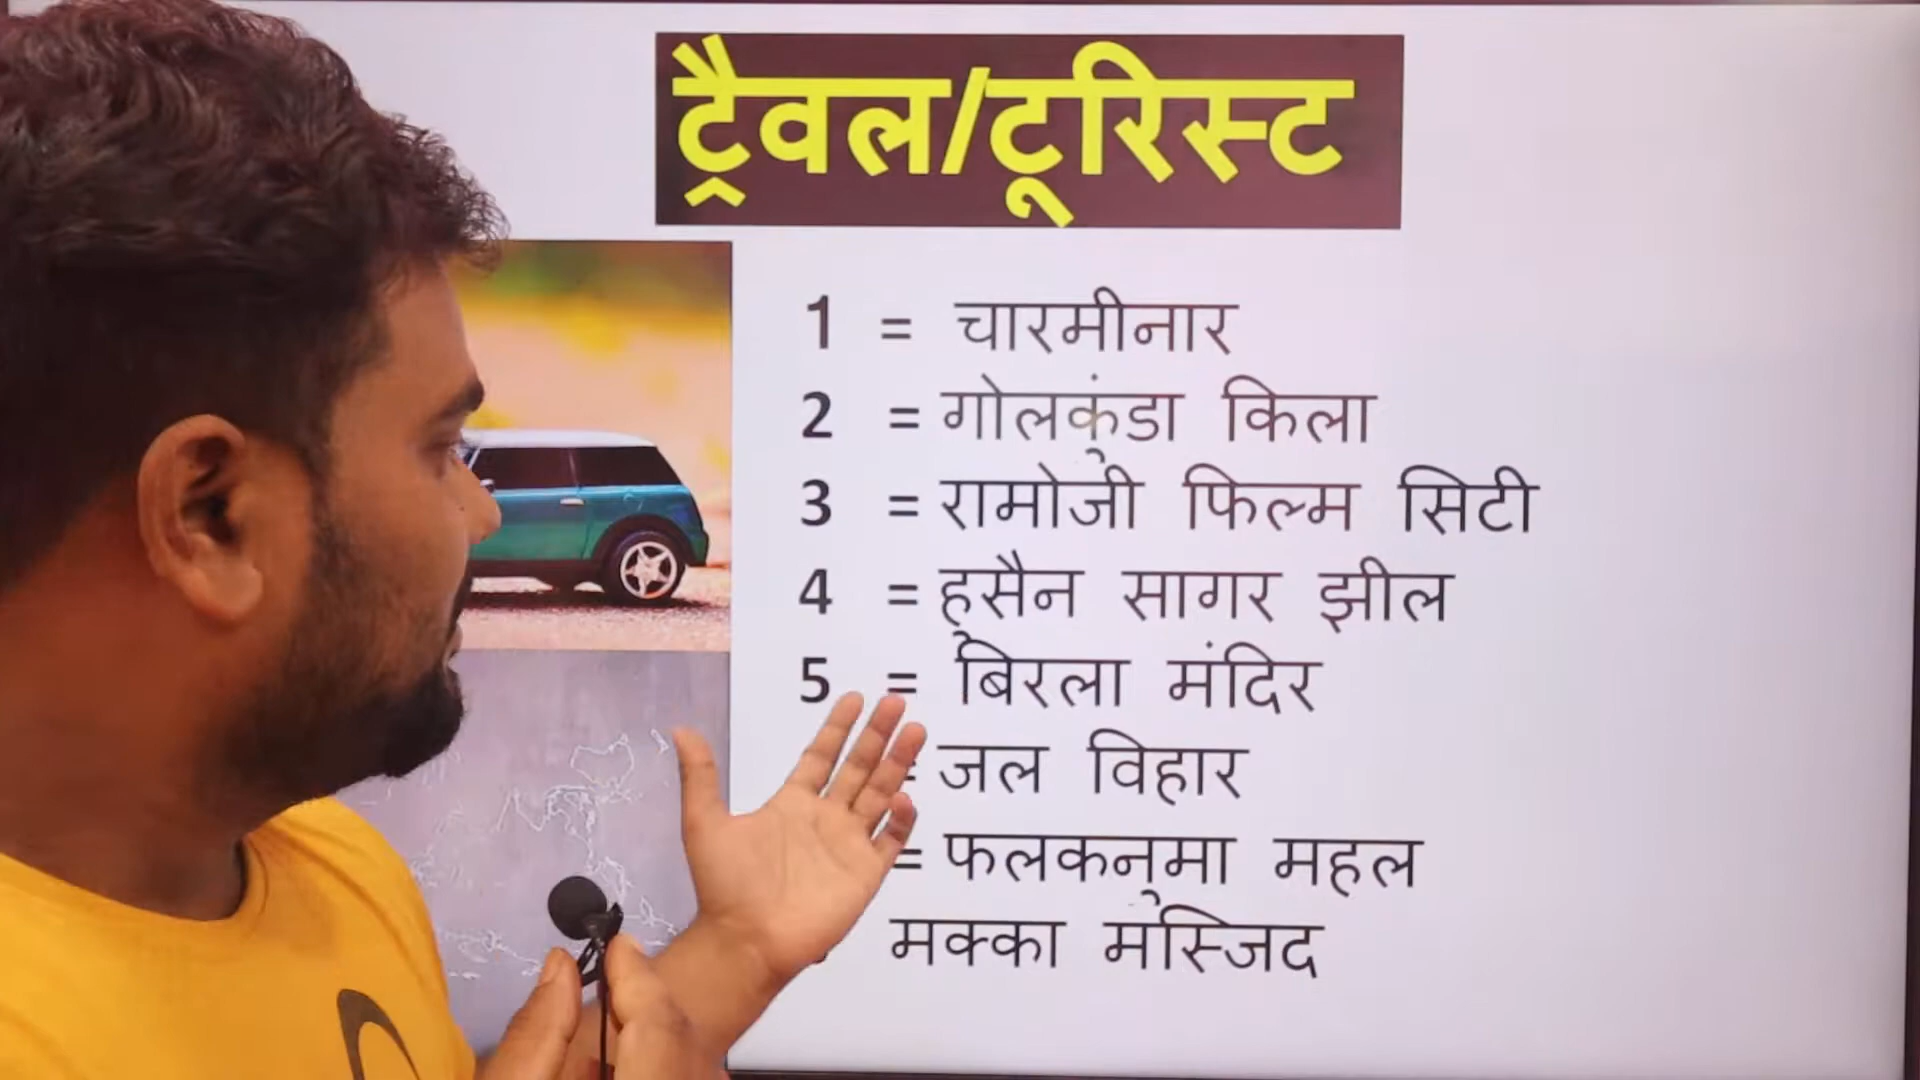 ट्रैवल/टूरिस्ट
1 = चारमीनार
2 = गोलकुंडा किला
3 = रामोजी फिल्म सिटी
4 = हुसैन सागर झील
5 = बिरला मंदिर
= जल विहार
= फलकनुमा महल
मक्का मस्जिद